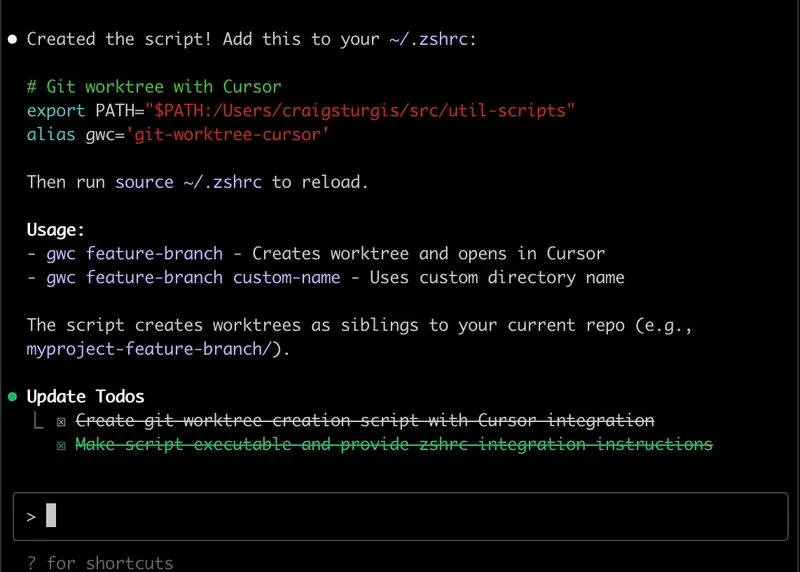 Created the script! Add this to your ~/.zshrc:
# Git worktree with Cursor
export PATH="$PATH:/Users/craigsturgis/src/util-scripts"
alias gwc='git-worktree-cursor'
Then run source ~/.zshrc to reload.
Usage:
- gwc feature-branch - Creates worktree and opens in Cursor
- gwc feature-branch custom-name - Uses custom directory name
The script creates worktrees as siblings to your current repo (e.g.,
myproject-feature-branch/).
Update Todos
Create git worktree creation script with Cursor integration
Make script executable and provide zshrc integration instructions
>
? for shortcuts